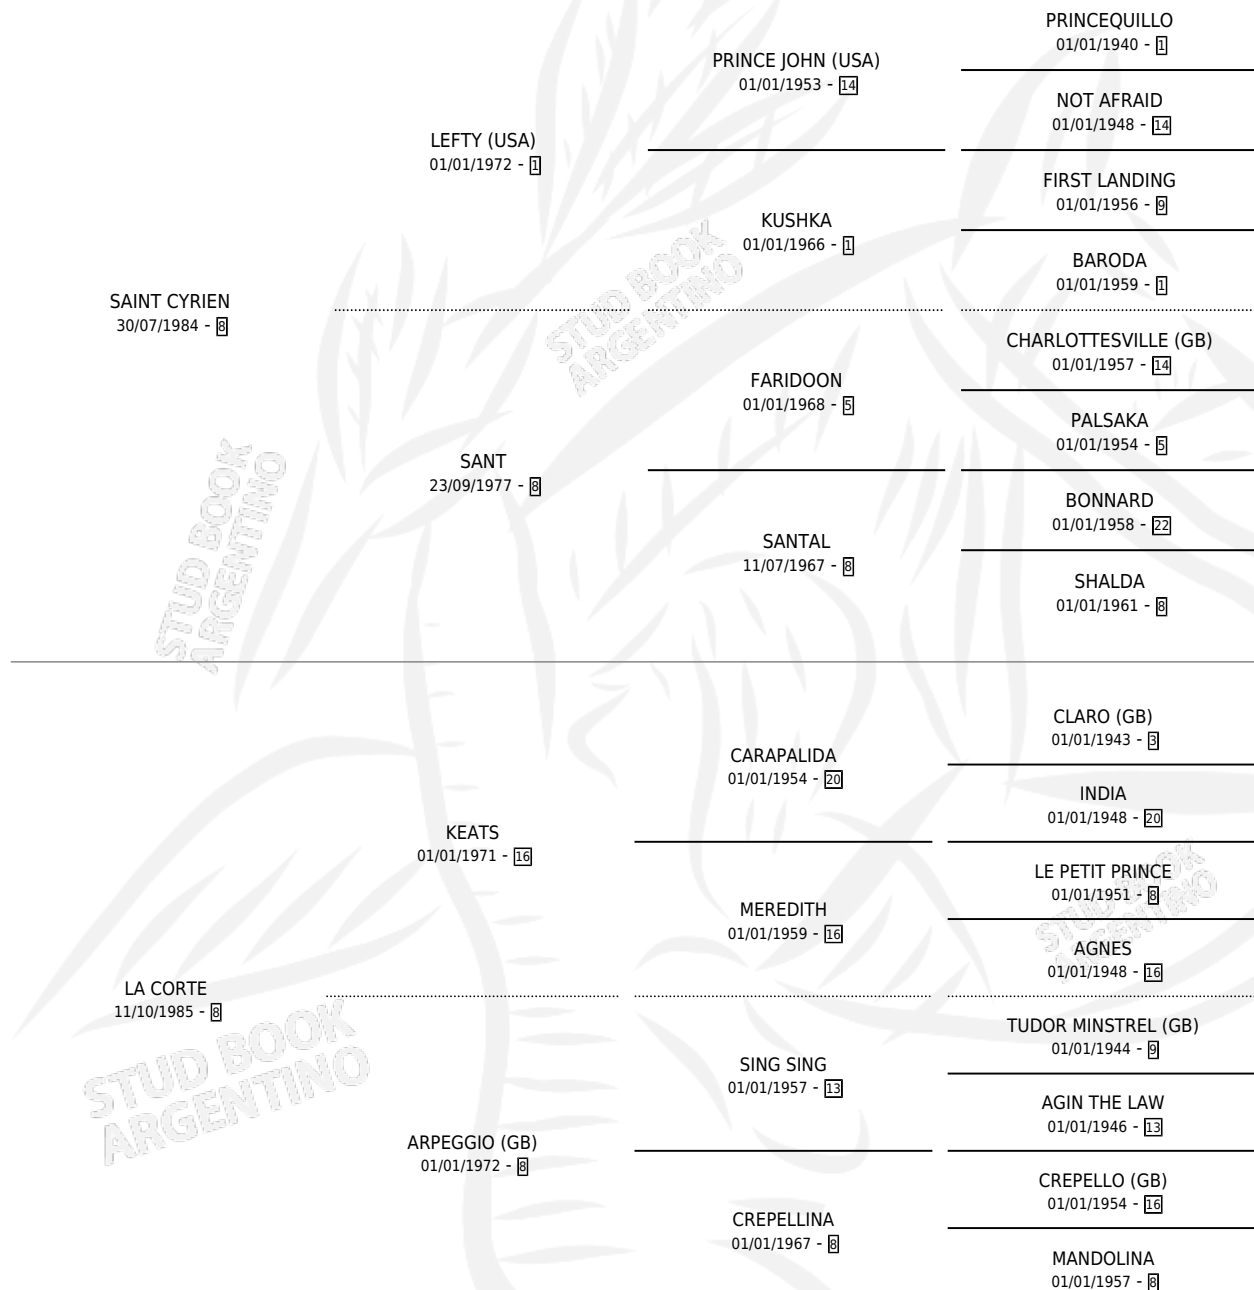 PRINCEQUILLO
01/01/1940 - 1
PRINCE JOHN (USA)
01/01/1953 - 14
NOT AFRAID
01/01/1948 - 14
LEFTY (USA)
01/01/1972 - 1
FIRST LANDING
01/01/1956 - 9
KUSHKA
01/01/1966 - 1
BARODA
01/01/1959 - 1
SAINT CYRIEN
30/07/1984 - 8
CHARLOTTESVILLE (GB)
01/01/1957 - 14
FARIDOON
01/01/1968 - 5
PALSAKA
01/01/1954 - 5
SANT
23/09/1977 - 8
BONNARD
01/01/1958 - 22
SANTAL
11/07/1967 - 8
SHALDA
01/01/1961 - 8
CLARO (GB)
01/01/1943 - 3
CARAPALIDA
01/01/1954 - 20
INDIA
01/01/1948 - 20
KEATS
01/01/1971 - 16
LE PETIT PRINCE
01/01/1951 - 8
MEREDITH
01/01/1959 - 16
AGNES
01/01/1948 - 16
LA CORTE
11/10/1985 - 8
TUDOR MINSTREL (GB)
01/01/1944 - 9
SING SING
01/01/1957 - 13
AGIN THE LAW
01/01/1946 - 13
ARPEGGIO (GB)
01/01/1972 - 8
CREPELLO (GB)
01/01/1954 - 16
CREPELLINA
01/01/1967 - 8
MANDOLINA
01/01/1957 - 8
STUD BOOK
ARGENTINO
STUD BOOK
ARGENTINO
STUD BOOK
ARGENTINO
STUD BOOK
ARGENTINO